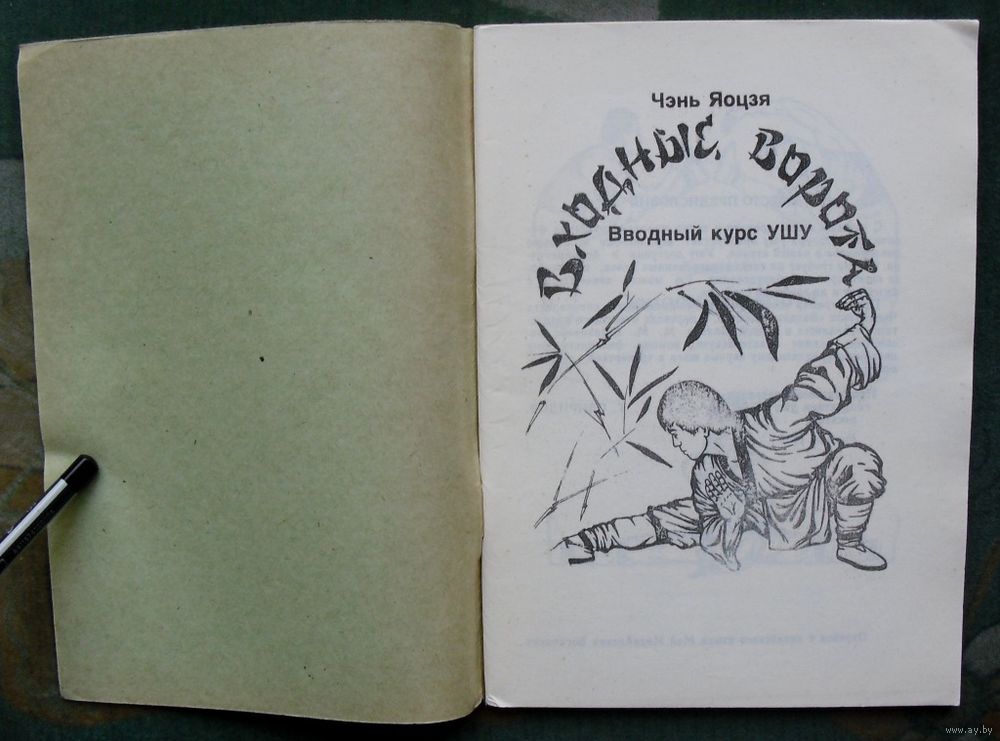 Чэнь Яоцзя
Входные ворота
Вводный курс УШУ
www.ay.by